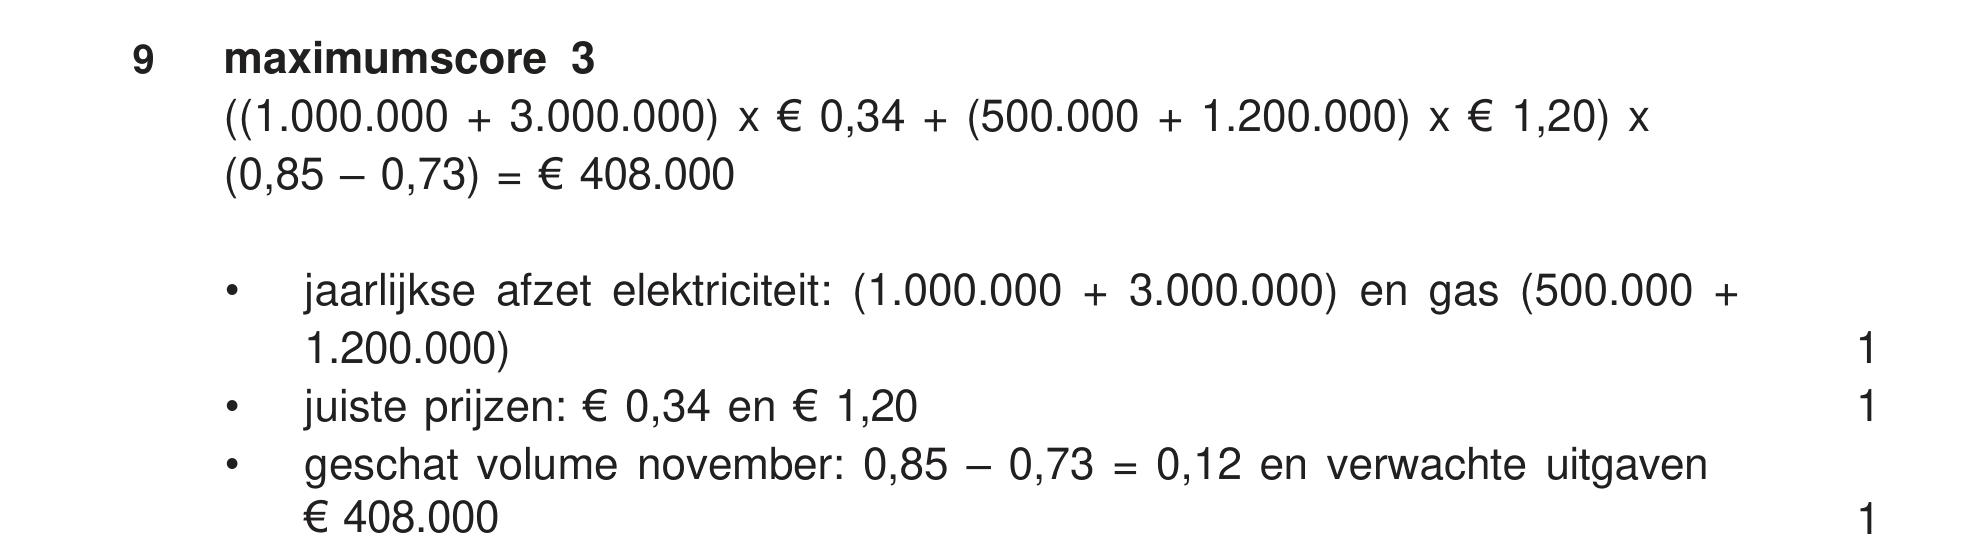 9 maximumscore 3
((1.000.000 + 3.000.000) x € 0,34 + (500.000 + 1.200.000) x € 1,20) x
(0,85 – 0,73) = € 408.000
• jaarlijkse afzet elektriciteit: (1.000.000 + 3.000.000) en gas (500.000 +
1.200.000) 1
• juiste prijzen: € 0,34 en € 1,20 1
• geschat volume november: 0,85 – 0,73 = 0,12 en verwachte uitgaven
€ 408.000 1